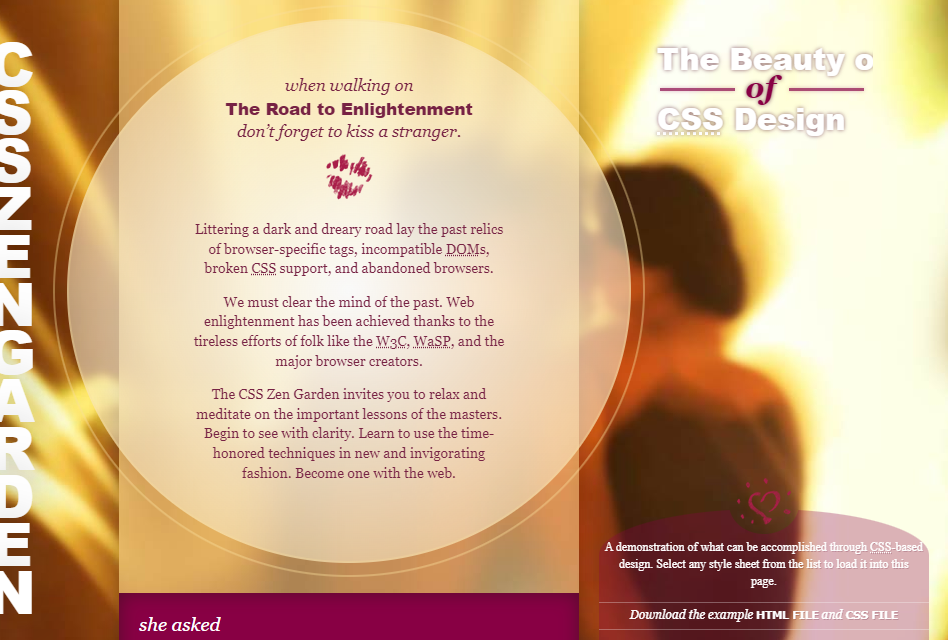 CSS ZEN GARDEN
when walking on
The Road to Enlightenment
don’t forget to kiss a stranger.
Littering a dark and dreary road lay the past relics
of browser-specific tags, incompatible DOMs,
broken CSS support, and abandoned browsers.
We must clear the mind of the past. Web
enlightenment has been achieved thanks to the
tireless efforts of folk like the W3C, WaSP, and the
major browser creators.
The CSS Zen Garden invites you to relax and
meditate on the important lessons of the masters.
Begin to see with clarity. Learn to use the time-
honored techniques in new and invigorating
fashion. Become one with the web.
she asked
The Beauty o
of
CSS Design
A demonstration of what can be accomplished through CSS-based
design. Select any style sheet from the list to load it into this
page.
Download the example HTML FILE and CSS FILE